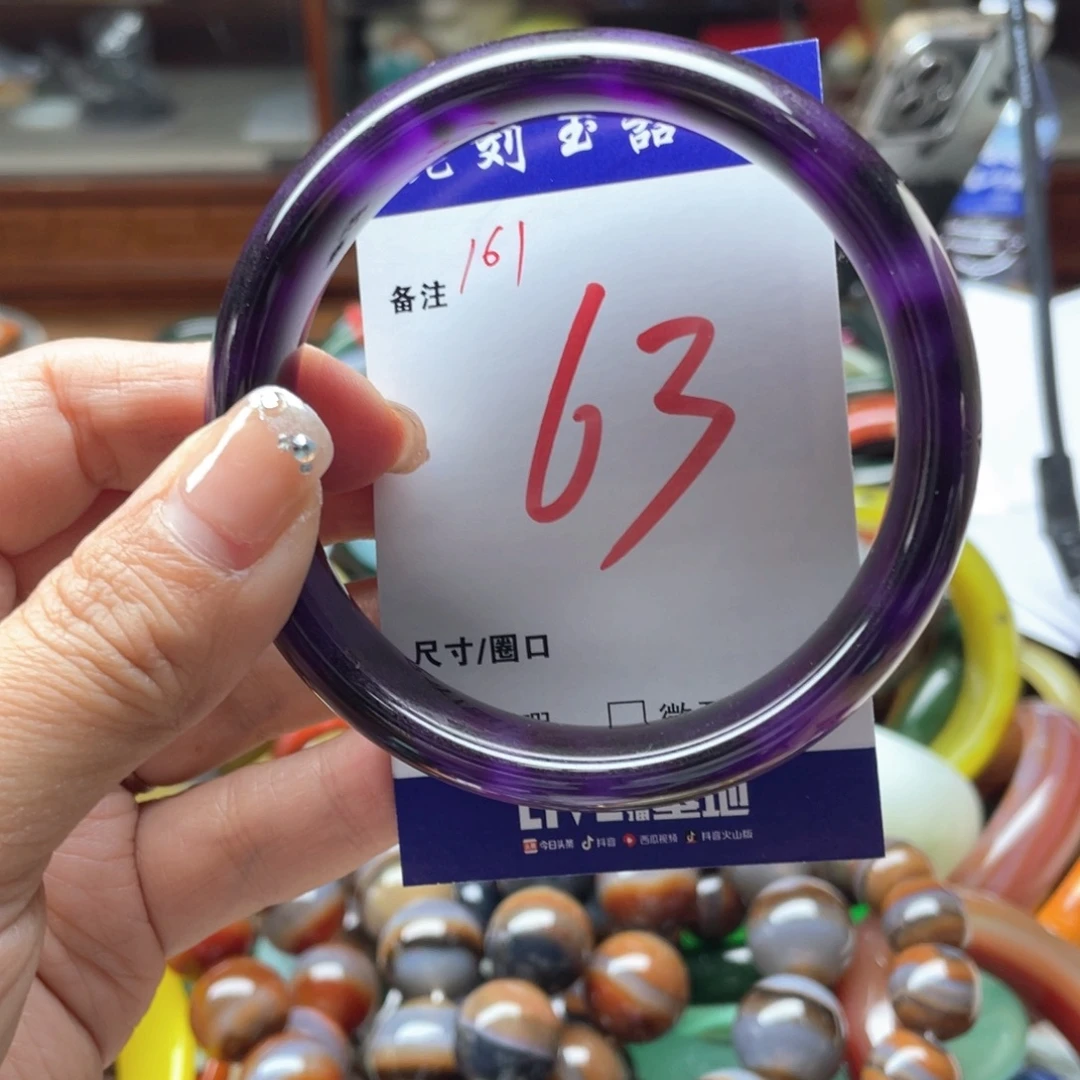 刻玉器
161
备注
63
尺寸/圈口
今日头条 抖音 西瓜视频 抖音火山版